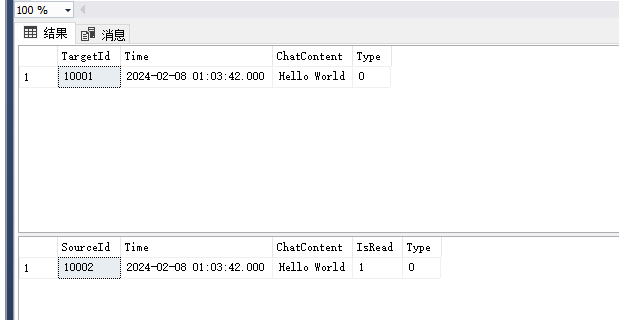 100 %
结果 消息
TargetId Time ChatContent Type
1 10001 2024-02-08 01:03:42.000 Hello World 0
SourceId Time ChatContent IsRead Type
1 10002 2024-02-08 01:03:42.000 Hello World 1 0